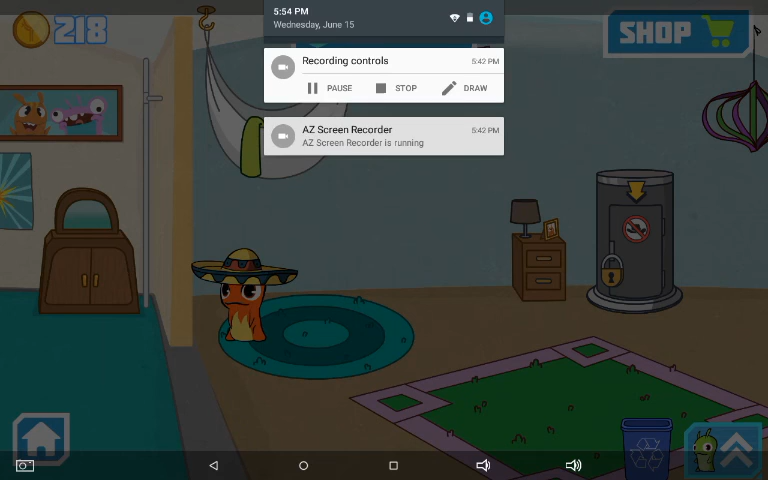 5:54 PM
Wednesday, June 15
218
SHOP
Recording controls
5:42 PM
PAUSE
STOP
DRAW
AZ Screen Recorder
5:42 PM
AZ Screen Recorder is running